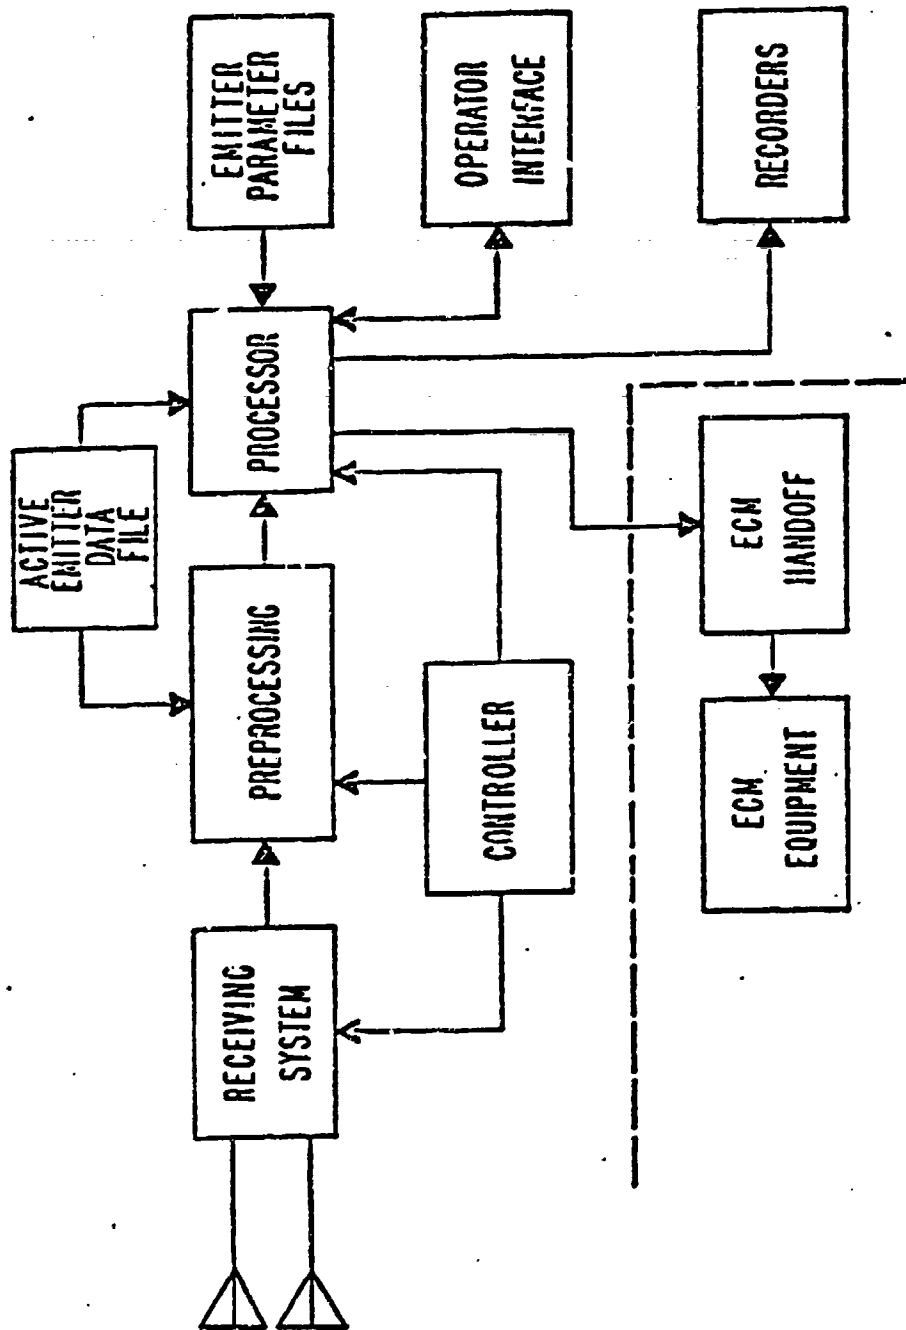 ACTIVE
EMITTER
DATA
FILE
RECEIVING
SYSTEM
PREPROCESSING
PROCESSOR
EMITTER
PARAMETER
FILES
CONTROLLER
OPERATOR
INTERFACE
ECM
EQUIPMENT
ECM
HANDOFF
RECORDERS